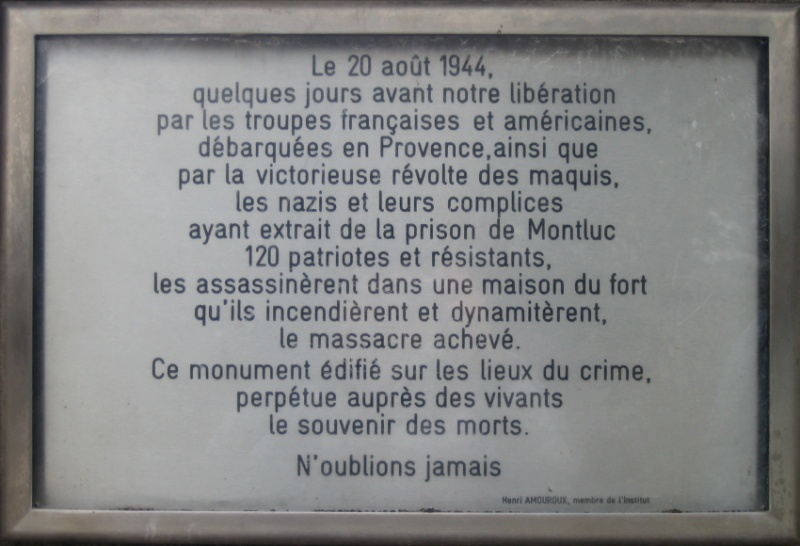 Le 20 août 1944,
quelques jours avant notre libération
par les troupes françaises et américaines,
débarquées en Provence,ainsi que
par la victorieuse révolte des maquis,
les nazis et leurs complices
ayant extrait de la prison de Montluc
120 patriotes et résistants,
les assassinèrent dans une maison du fort
qu'ils incendièrent et dynamitèrent,
le massacre achevé.
Ce monument édifié sur les lieux du crime,
perpétue auprès des vivants
le souvenir des morts.
N'oublions jamais
Henri AMOUROUX, membre de l'Institut